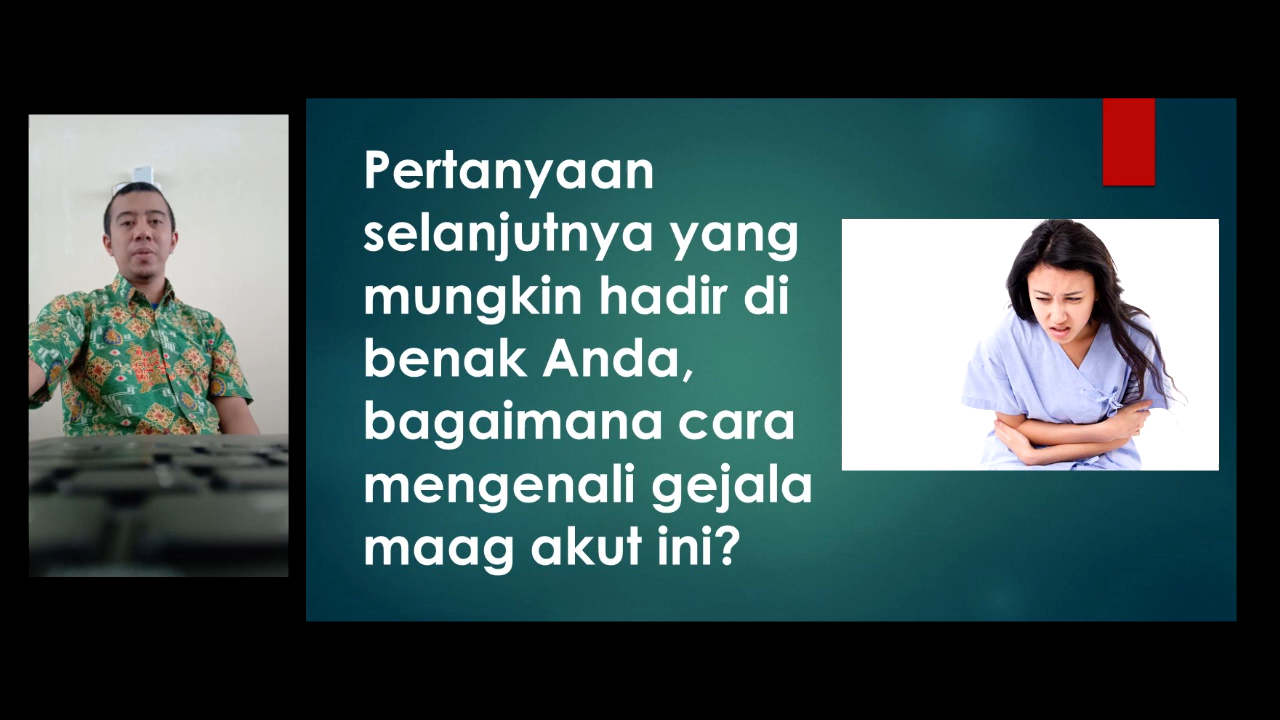 Pertanyaan
selanjutnya yang
mungkin hadir di
benak Anda,
bagaimana cara
mengenali gejala
maag akut ini?